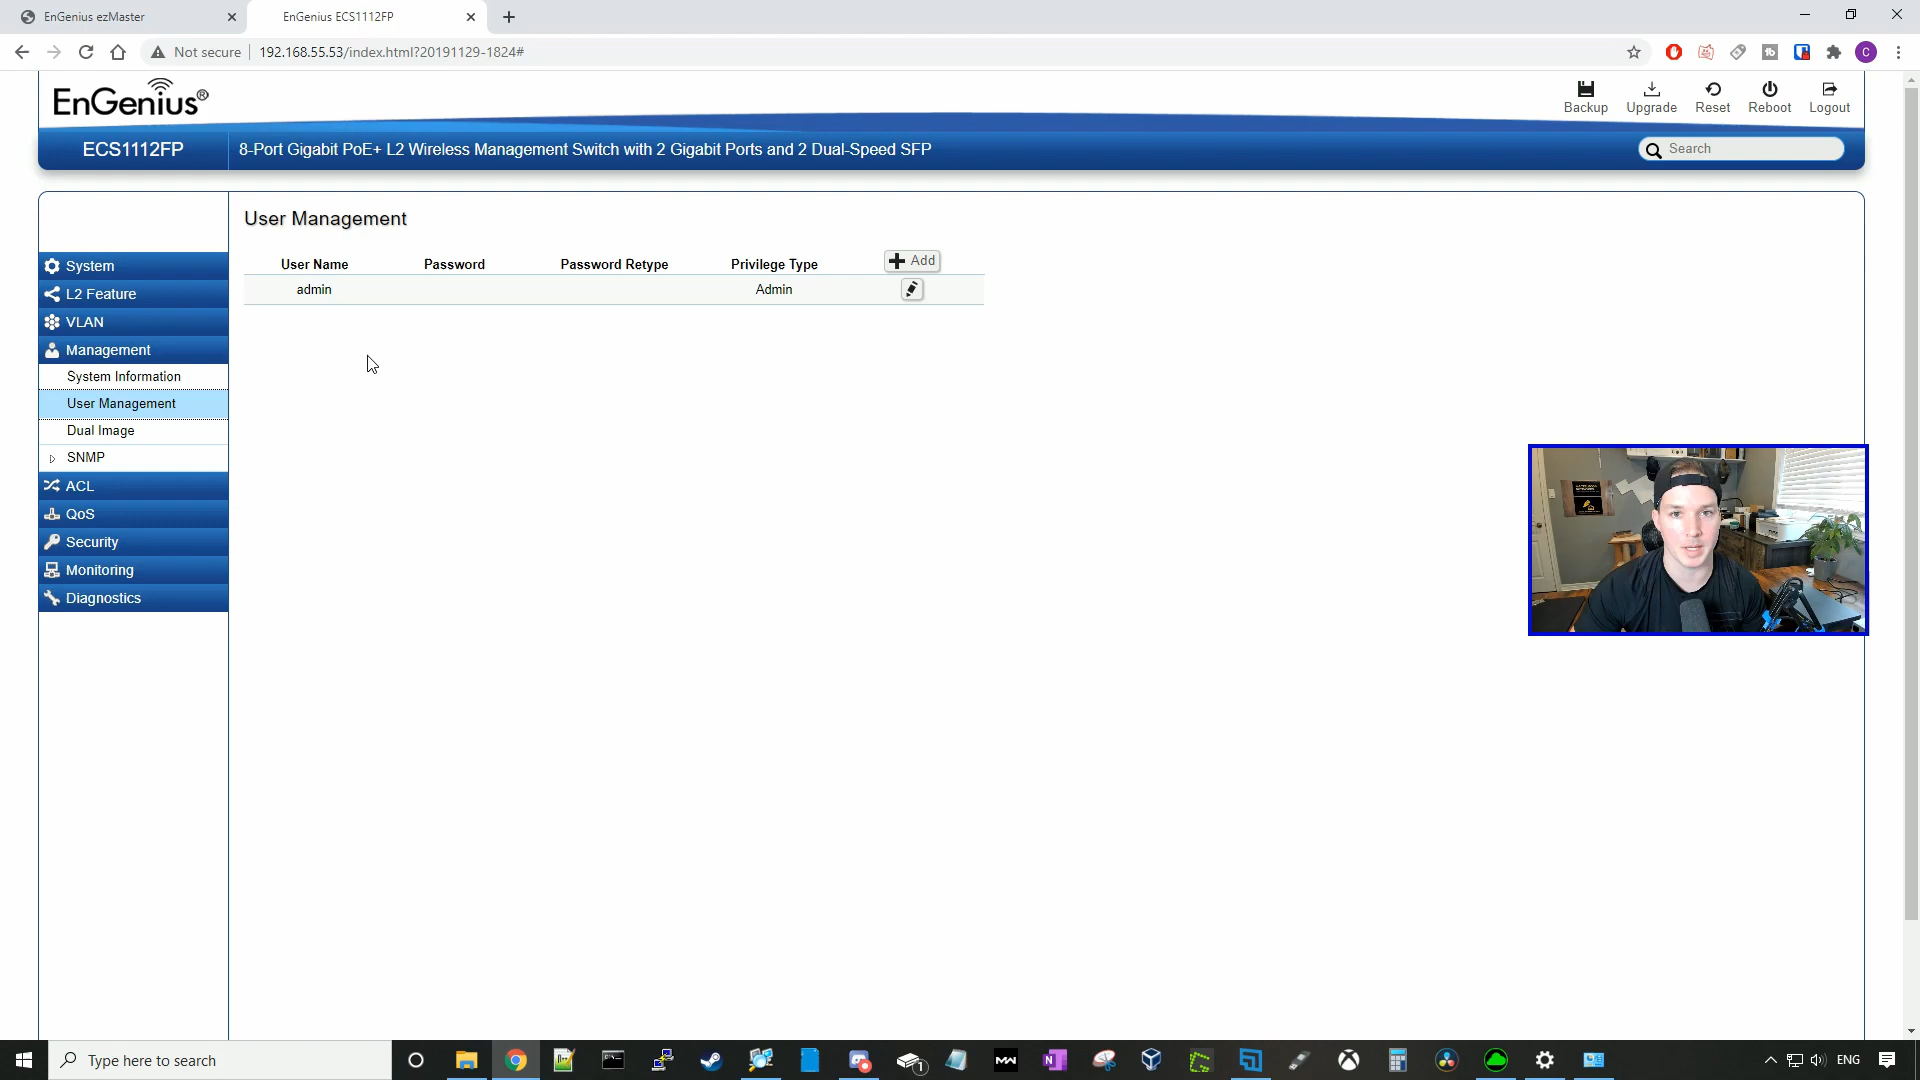 EnGenius ezMaster
EnGenius ECS1112FP
Not secure
192.168.55.53/index.html?20191129-1824#
EnGenius®
Backup
Upgrade
Reset
Reboot
Logout
ECS1112FP
8-Port Gigabit PoE+ L2 Wireless Management Switch with 2 Gigabit Ports and 2 Dual-Speed SFP
Search
User Management
User Name
Password
Password Retype
Privilege Type
Add
admin
Admin
System
L2 Feature
VLAN
Management
System Information
User Management
Dual Image
SNMP
ACL
QoS
Security
Monitoring
Diagnostics
Type here to search
ENG